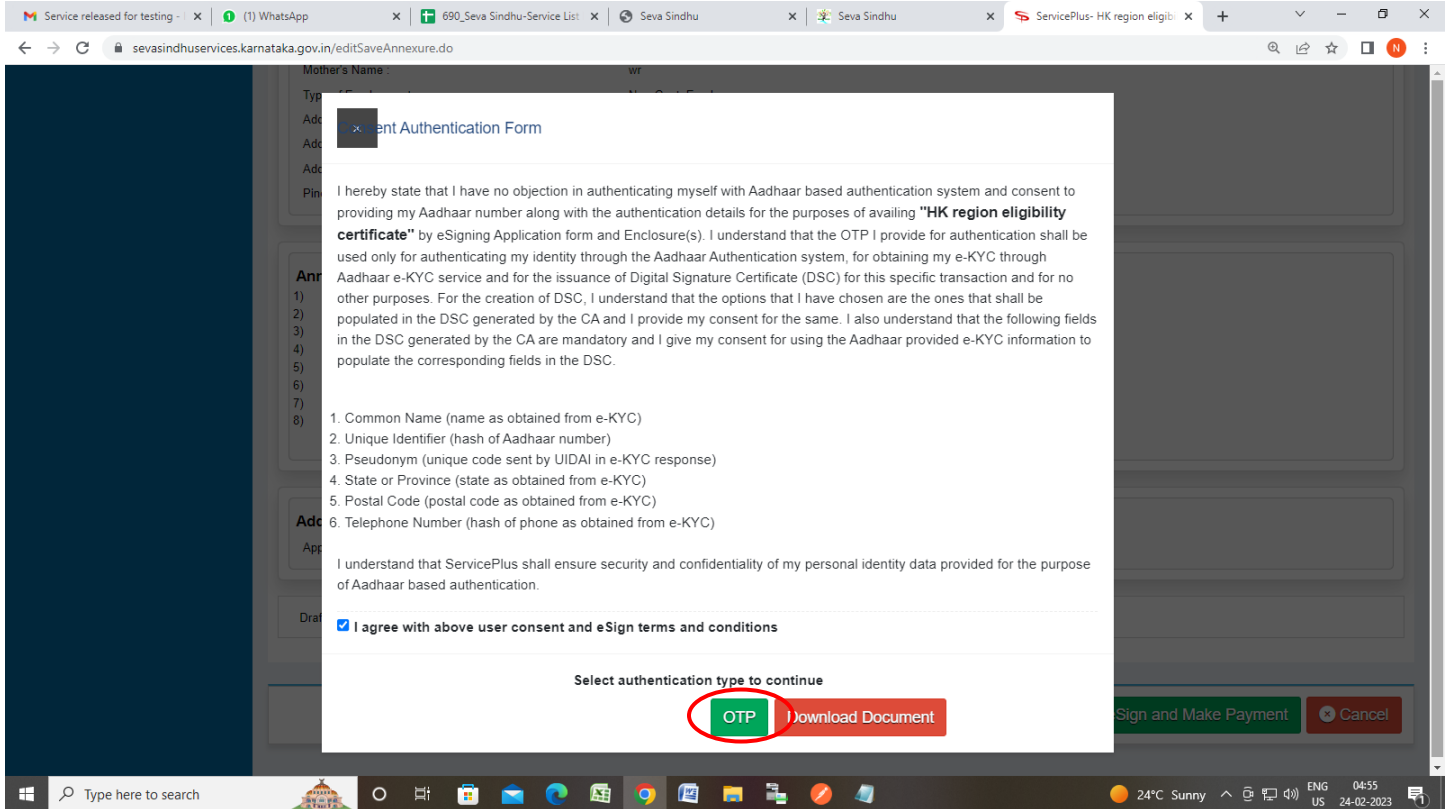 Service released for testing -
(1) WhatsApp
690_Seva Sindhu-Service List
Seva Sindhu
Seva Sindhu
ServicePlus- HK region eligib
sevasindhuservices.karnataka.gov.in/editSaveAnnexure.do
N
Mother's Name :
wr
ent Authentication Form
I hereby state that I have no objection in authenticating myself with Aadhaar based authentication system and consent to
providing my Aadhaar number along with the authentication details for the purposes of availing "HK region eligibility
certificate" by eSigning Application form and Enclosure(s). I understand that the OTP I provide for authentication shall be
used only for authenticating my identity through the Aadhaar Authentication system, for obtaining my e-KYC through
Aadhaar e-KYC service and for the issuance of Digital Signature Certificate (DSC) for this specific transaction and for no
other purposes. For the creation of DSC, I understand that the options that I have chosen are the ones that shall be
populated in the DSC generated by the CA and I provide my consent for the same. I also understand that the following fields
in the DSC generated by the CA are mandatory and I give my consent for using the Aadhaar provided e-KYC information to
populate the corresponding fields in the DSC.
Ann
1)
2)
3)
4)
5)
6)
7)
8)
1. Common Name (name as obtained from e-KYC)
2. Unique Identifier (hash of Aadhaar number)
3. Pseudonym (unique code sent by UIDAI in e-KYC response)
4. State or Province (state as obtained from e-KYC)
5. Postal Code (postal code as obtained from e-KYC)
6. Telephone Number (hash of phone as obtained from e-KYC)
Add
App
I understand that ServicePlus shall ensure security and confidentiality of my personal identity data provided for the purpose
of Aadhaar based authentication.
Draf
I agree with above user consent and eSign terms and conditions
Select authentication type to continue
OTP
Download Document
Sign and Make Payment
Cancel
Type here to search
24°C Sunny
ENG
US
04:55
24-02-2023